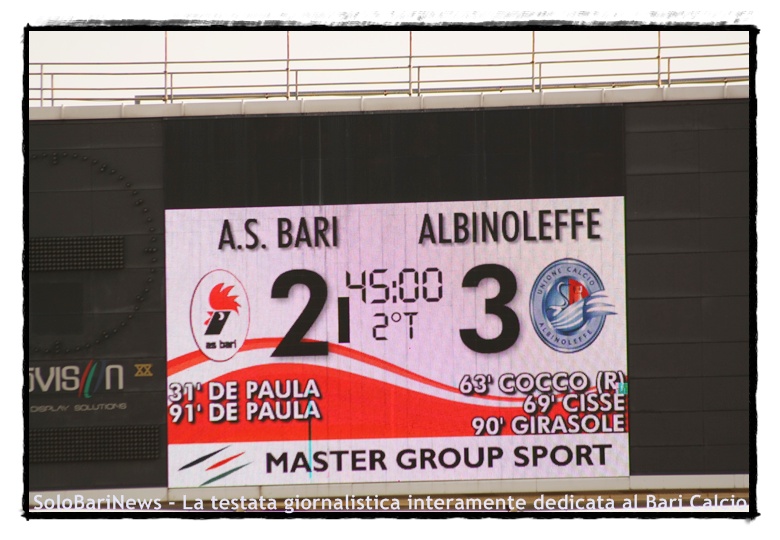 A.S. BARI ALBINOLEFFE
UNIONE CALCIO
2 45:00 3
as bari 2°T
ALBINOLEFFE
31' DE PAULA 63' COCCO (R)
91' DE PAULA 69' CISSE
90' GIRASOLE
DISPLAY SOLUTIONS
MASTER GROUP SPORT
SoloBariNews - La testata giornalistica interamente dedicata al Bari Calcio